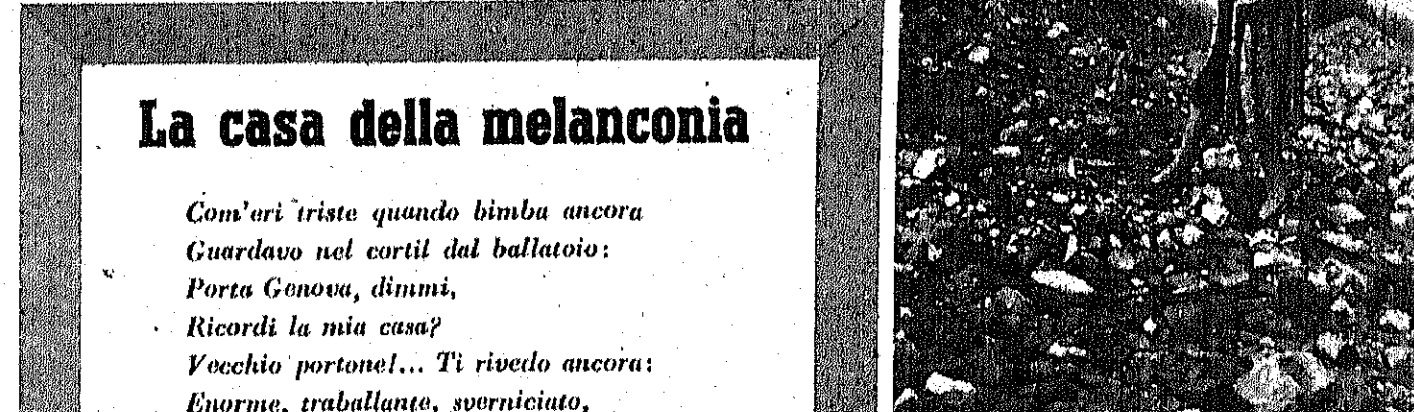 La casa della melanconia
Com'eri triste quando bimba ancora
Guardavo nel cortil dal ballatoio:
Porta Genova, dimmi,
Ricordi la mia casa?
Vecchio portone!... Ti rivedo ancora:
Enorme, traballante, sverniciato,